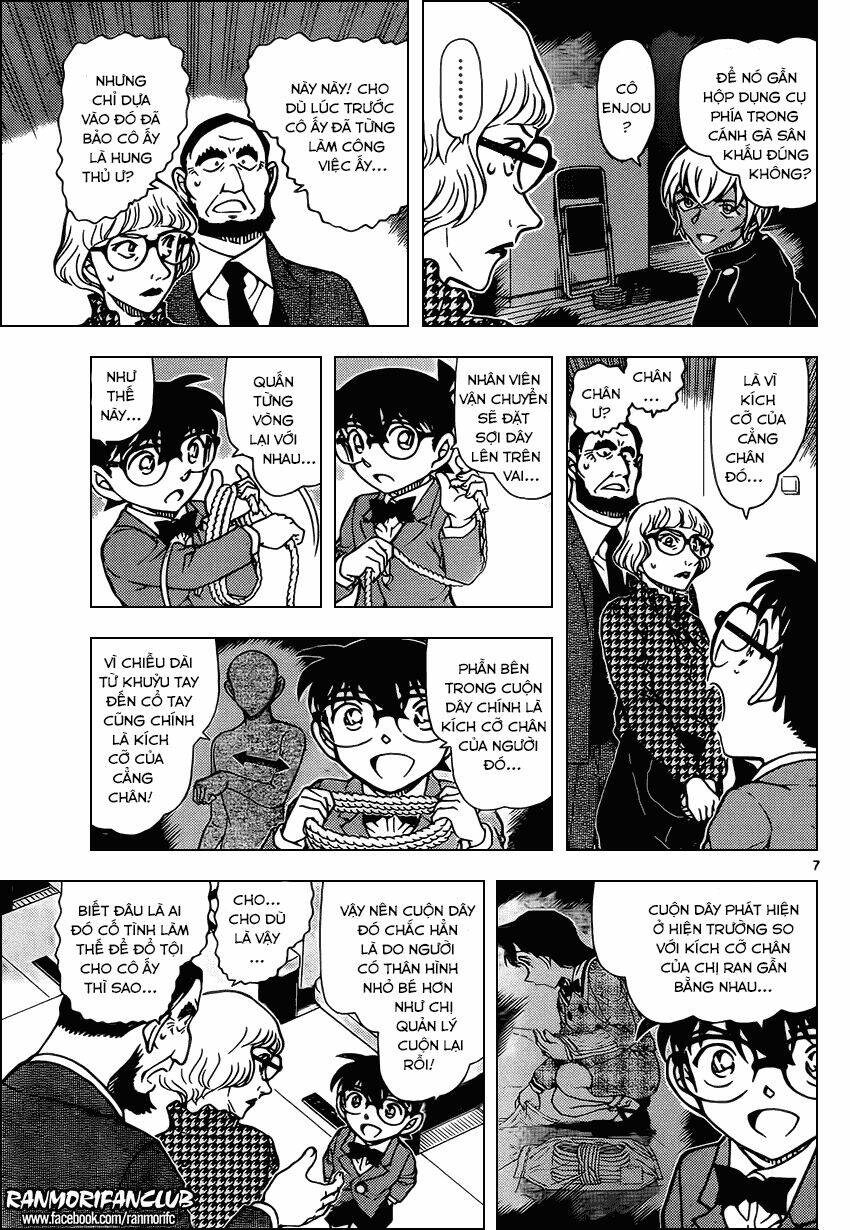 ĐỂ NÓ GẦN
HỘP DỤNG CỤ
PHÍA TRONG
CÁNH GÀ SÂN
KHẤU ĐÚNG
KHÔNG?
CÔ
ENJOU
?
.........
NÀY NÀY! CHO
DÙ LÚC TRƯỚC
CÔ ẤY ĐÃ TỪNG
LÀM CÔNG
VIỆC ẤY...
NHƯNG
CHỈ DỰA
VÀO ĐÓ ĐÃ
BẢO CÔ ẤY
LÀ HUNG
THỦ Ư?
LÀ VÌ
KÍCH
CỠ CỦA
CẲNG
CHÂN
ĐÓ...
CHÂN
...
CHÂN
Ư?
NHÂN VIÊN
VẬN CHUYỂN
SẼ ĐẶT
SỢI DÂY
LÊN TRÊN
VAI...
QUẤN
TỪNG
VÒNG
LẠI VỚI
NHAU...
NHƯ
THẾ
NÀY...
PHẦN BÊN
TRONG CUỘN
DÂY CHÍNH LÀ
KÍCH CỠ CHÂN
CỦA NGƯỜI
ĐÓ...
VÌ CHIỀU DÀI
TỪ KHUỶU TAY
ĐẾN CỔ TAY
CŨNG CHÍNH
LÀ KÍCH
CỠ CỦA
CẲNG
CHÂN!
7
CUỘN DÂY PHÁT HIỆN
Ở HIỆN TRƯỜNG SO
VỚI KÍCH CỠ CHÂN
CỦA CHỊ RAN GẦN
BẰNG NHAU...
VẬY NÊN CUỘN DÂY
ĐÓ CHẮC HẲN
LÀ DO NGƯỜI
CÓ THÂN HÌNH
NHỎ BÉ HƠN
NHƯ CHỊ
QUẢN LÝ
CUỘN LẠI
RỒI!
CHO...
CHO DÙ
LÀ VẬY
...
BIẾT ĐÂU LÀ AI
ĐÓ CỐ TÌNH LÀM
THẾ ĐỂ ĐỔ TỘI
CHO CÔ ẤY
THÌ SAO...
RANMORIFANCLUB
www.facebook.com/ranmorifc